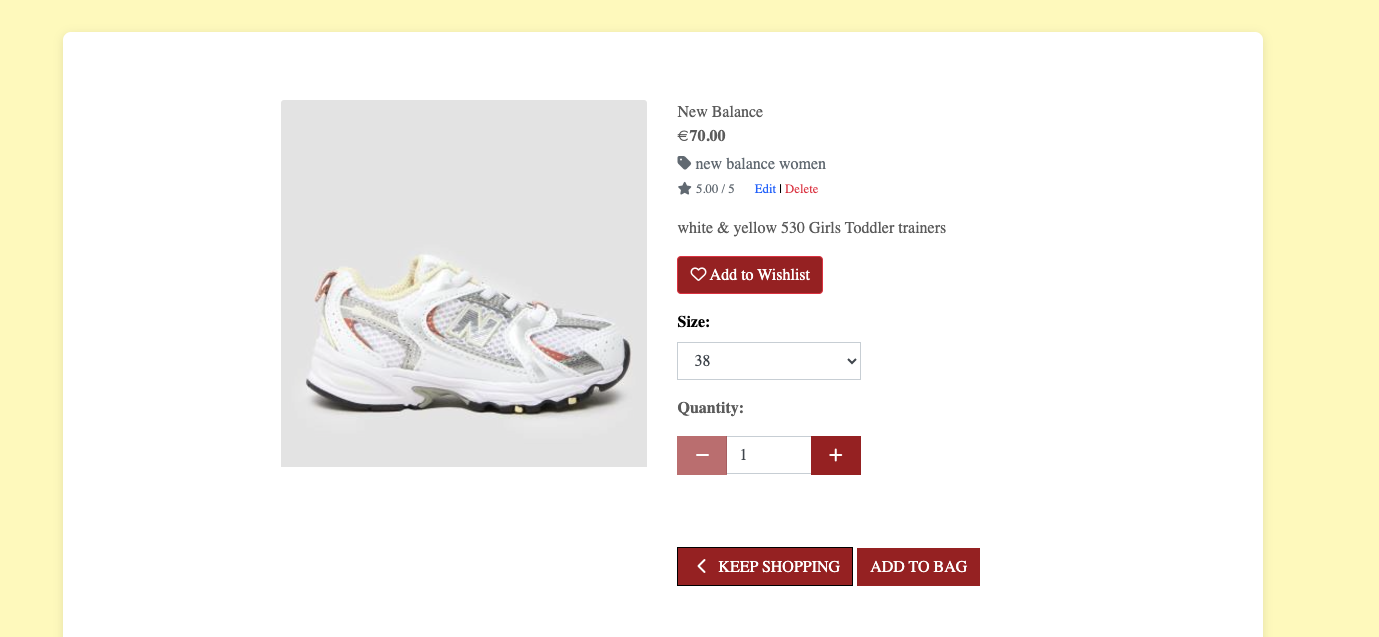 New Balance
€70.00
new balance women
5.00 / 5 Edit | Delete
white & yellow 530 Girls Toddler trainers
Add to Wishlist
Size:
38
Quantity:
1
KEEP SHOPPING ADD TO BAG
N